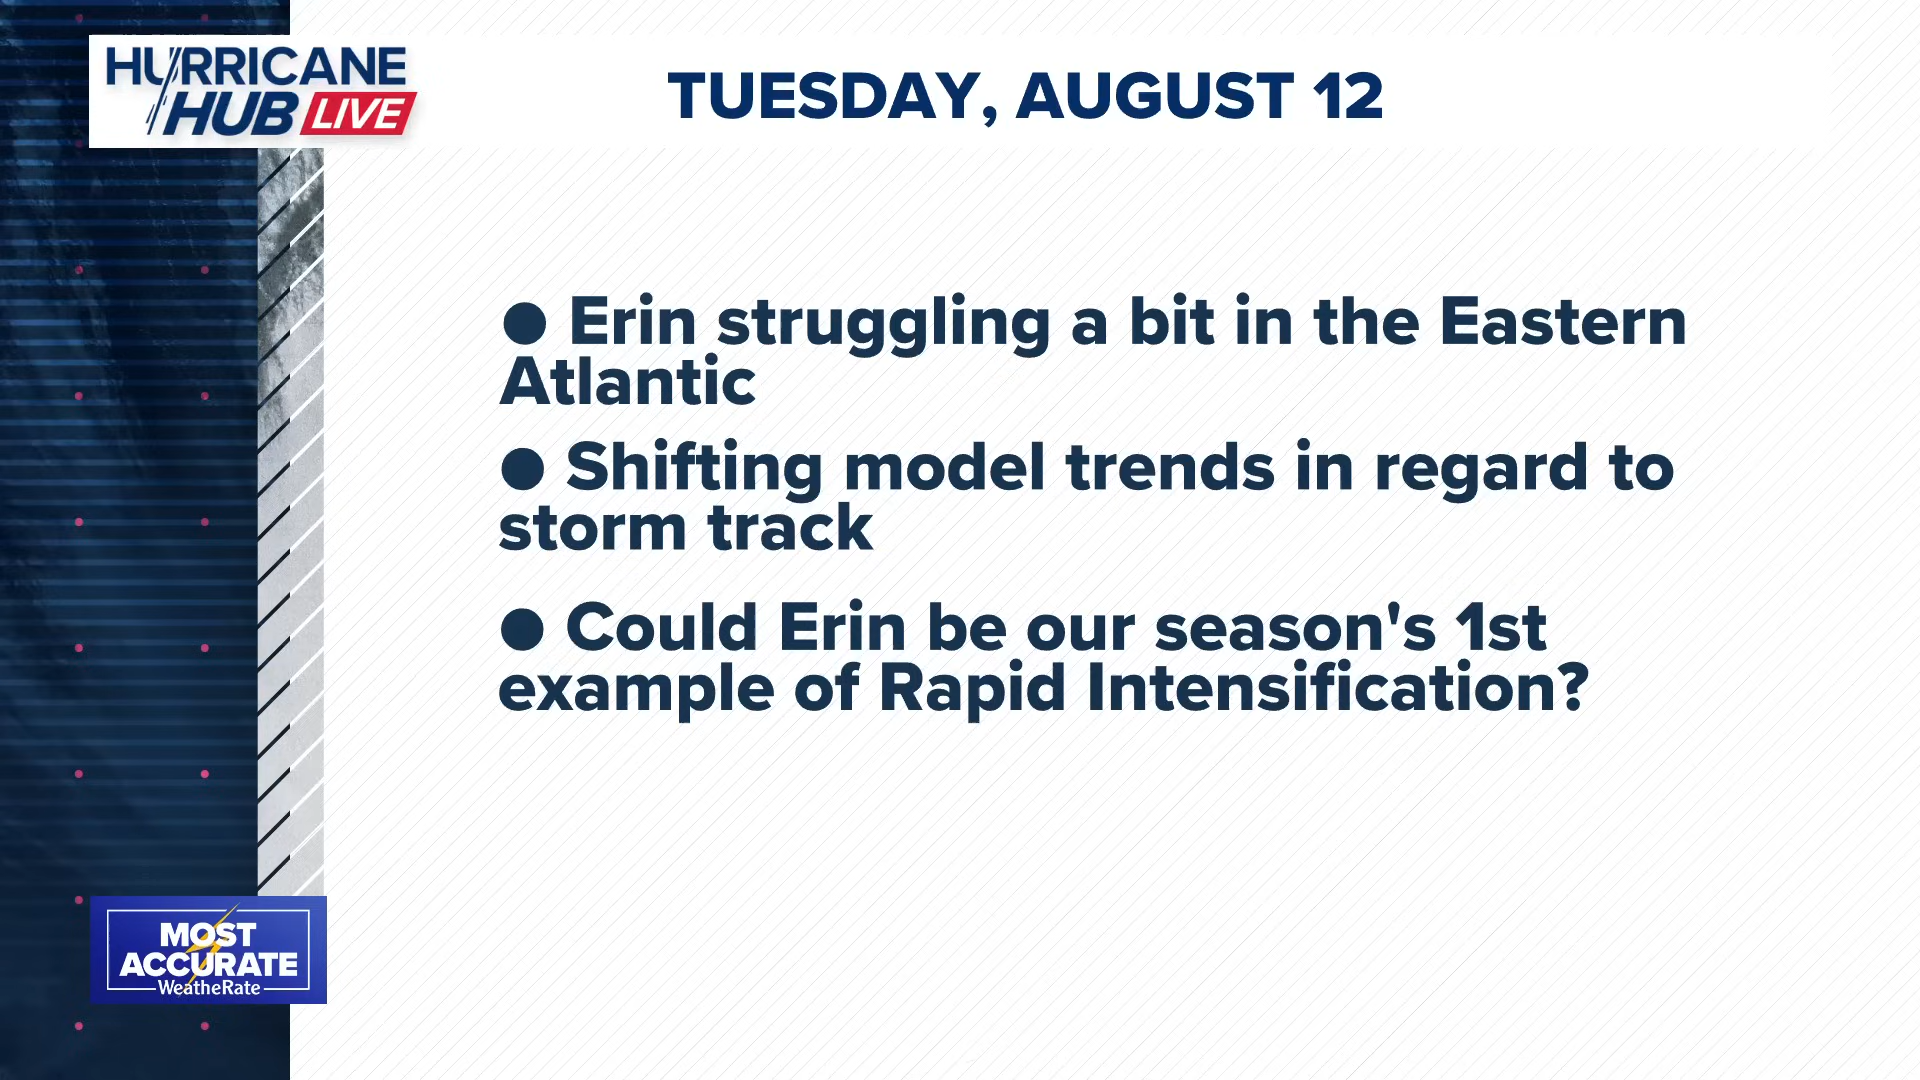 HURRICANE
HUB LIVE
TUESDAY, AUGUST 12
● Erin struggling a bit in the Eastern
Atlantic
● Shifting model trends in regard to
storm track
● Could Erin be our season's 1st
example of Rapid Intensification?
MOST
ACCURATE
WeatheRate